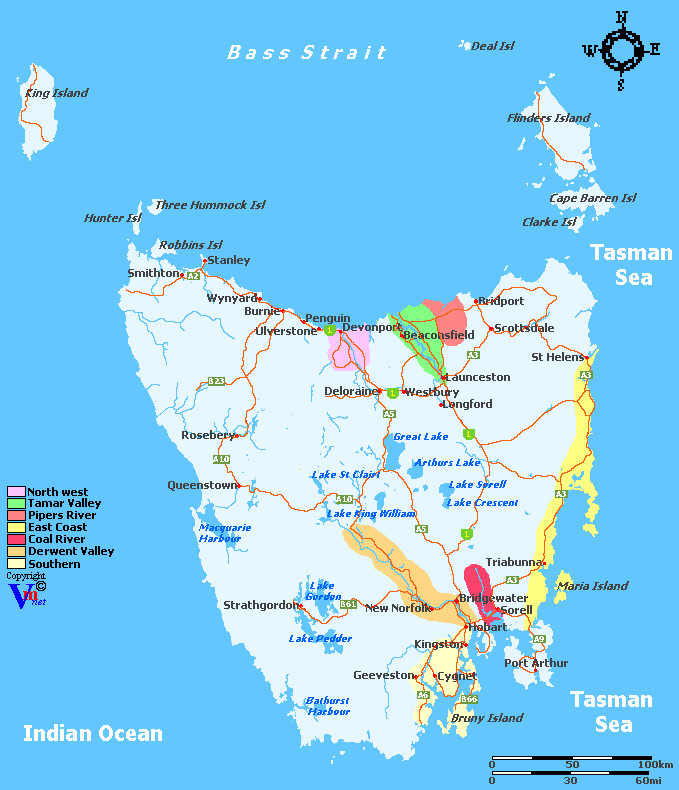 N
Deal Isl
Bass Strait
W E
S
King Island
Flinders Island
Cape Barren Isl
Three Hummock Isl
Hunter Isl
Clarke Isl
Robbins Isl
Tasman
Sea
Stanley
Smithton
A2
Wynyard
Bridport
Burnie
Penguin
Ulverstone
1
Devonport
Scottsdale
Beaconsfield
A3
St Helens
Launceston
A3
B23
Deloraine
1
Westbury
Longford
A5
Rosebery
Great Lake
1
A10
Arthurs Lake
Lake St Clair
Queenstown
Lake Sorell
North west
A10
A3
Tamar Valley
Lake Crescent
Pipers River
Lake King William
East Coast
Macquarie
Harbour
A5
1
Coal River
Derwent Valley
Southern
Triabunna
Copyright
©
Vm
net
A3
Maria Island
Lake
Gordon
Strathgordon
B61
New Norfolk
Bridgewater
Sorell
Hobart
Lake Pedder
A9
Kingston
Port Arthur
Geeveston
Cygnet
A6
B66
Bathurst
Harbour
Bruny Island
Tasman
Sea
Indian Ocean
0 50 100km
0 30 60mi